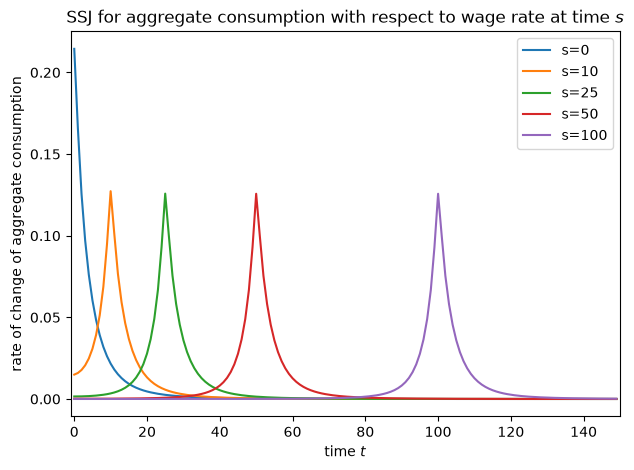 SSJ for aggregate consumption with respect to wage rate at time s
rate of change of aggregate consumption
0.20
0.15
0.10
0.05
0.00
s=0
s=10
s=25
s=50
s=100
0
20
40
60
80
100
120
140
time t